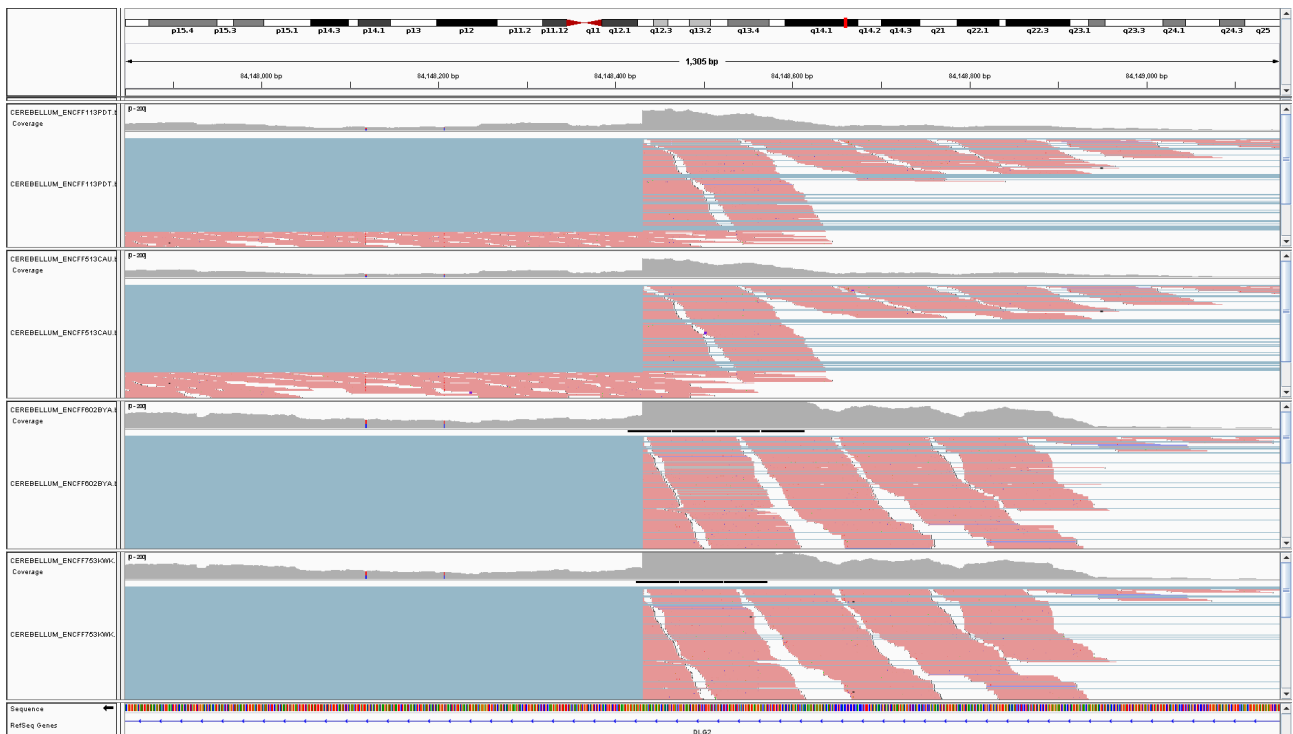 p15.4 p15.3 p15.1 p14.3 p14.1 p13 p12 p11.2 p11.12 q11 q12.1 q12.3 q13.2 q13.4 q14.1 q14.2 q14.3 q21 q22.1 q22.3 q23.1 q23.3 q24.1 q24.3 q25
1,305 bp
84,148,000 bp 84,148,200 bp 84,148,400 bp 84,148,600 bp 84,148,800 bp 84,149,000 bp
CEREBELLUM_ENCFF113PDT.
[0 - 200]
Coverage
CEREBELLUM_ENCFF113PDT.
CEREBELLUM_ENCFF513CAU.
[0 - 200]
Coverage
CEREBELLUM_ENCFF513CAU.
CEREBELLUM_ENCFF602BYA.
[0 - 200]
Coverage
CEREBELLUM_ENCFF602BYA.
CEREBELLUM_ENCFF753KWK.
[0 - 200]
Coverage
CEREBELLUM_ENCFF753KWK.
Sequence
RefSeq Genes
DLG2